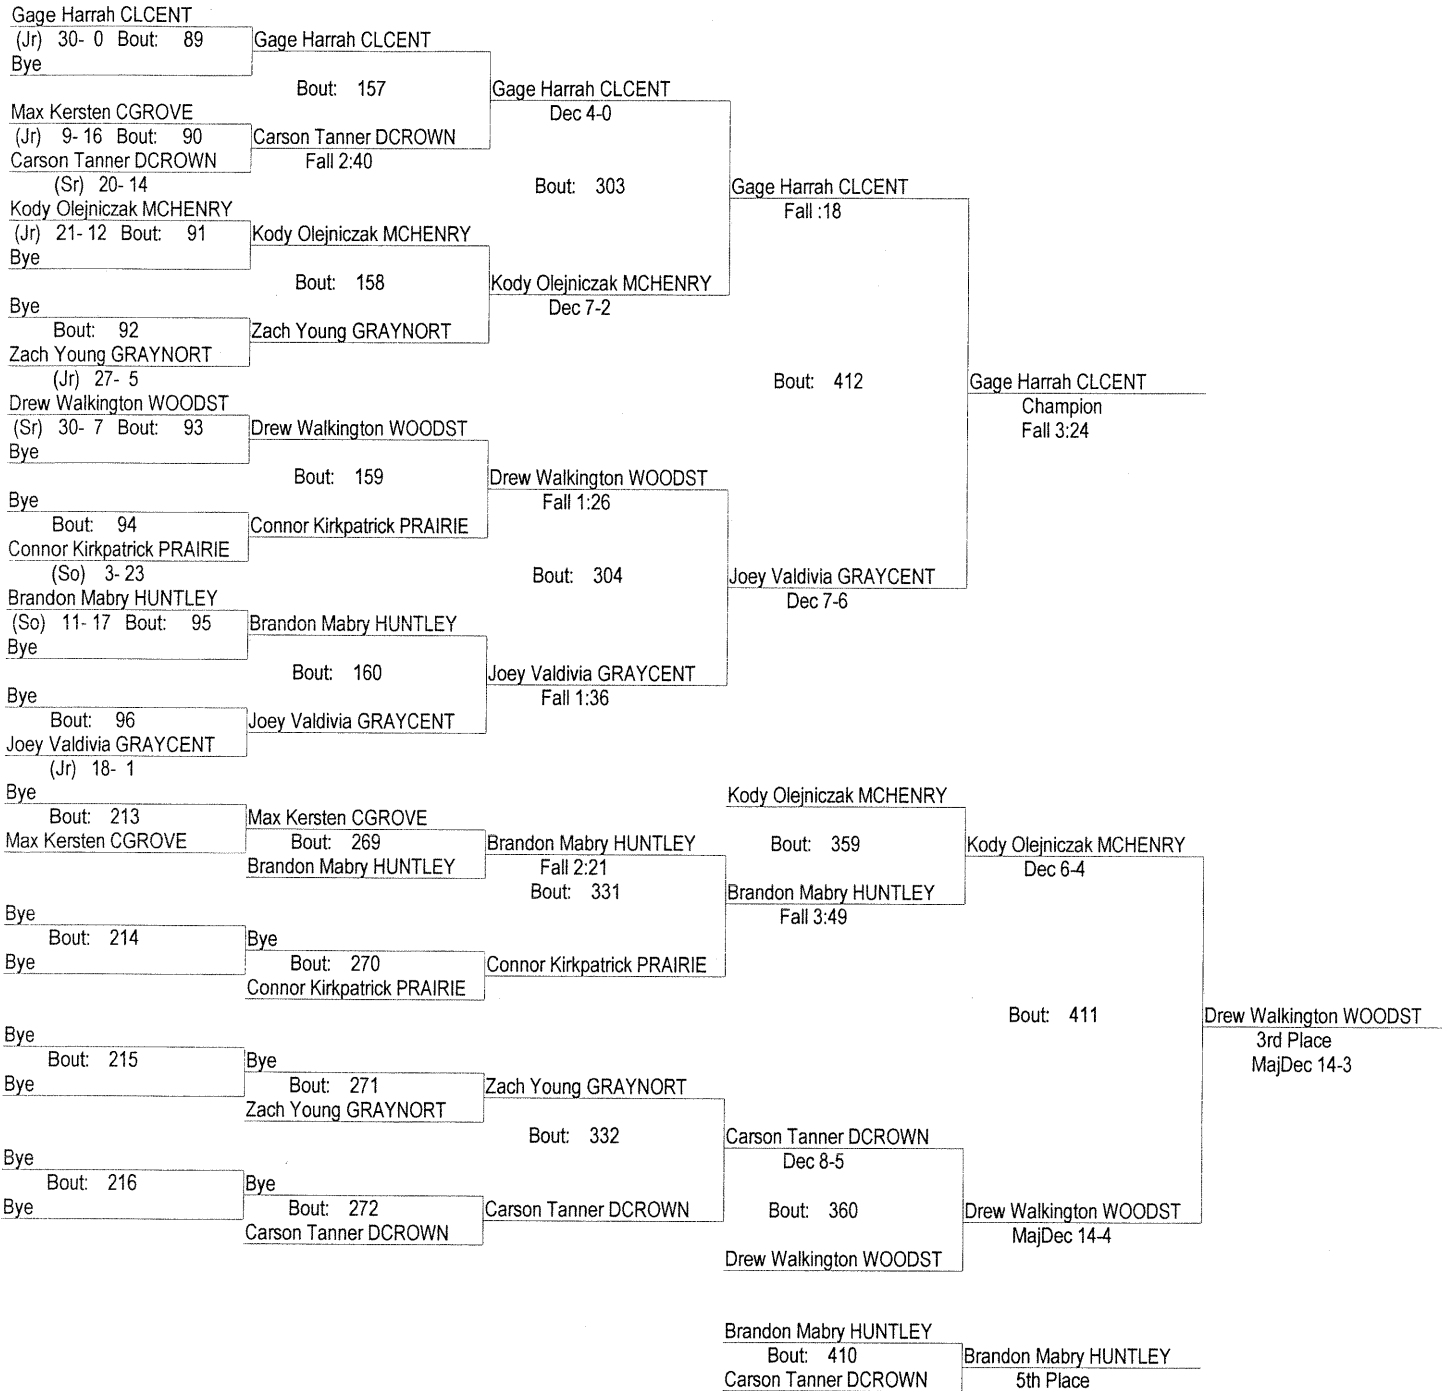 Gage Harrah CLCENT
(Jr) 30- 0 Bout: 89
Bye
Max Kersten CGROVE
(Jr) 9- 16 Bout: 90
Carson Tanner DCROWN
(Sr) 20- 14
Kody Olejniczak MCHENRY
(Jr) 21- 12 Bout: 91
Bye
Bye
Bout: 92
Zach Young GRAYNORT
(Jr) 27- 5
Drew Walkington WOODST
(Sr) 30- 7 Bout: 93
Bye
Bye
Bout: 94
Connor Kirkpatrick PRAIRIE
(So) 3- 23
Brandon Mabry HUNTLEY
(So) 11- 17 Bout: 95
Bye
Bye
Bout: 96
Joey Valdivia GRAYCENT
(Jr) 18- 1
Gage Harrah CLCENT
Bout: 157
Carson Tanner DCROWN
Fall 2:40
Kody Olejniczak MCHENRY
Bout: 158
Zach Young GRAYNORT
Drew Walkington WOODST
Bout: 159
Connor Kirkpatrick PRAIRIE
Brandon Mabry HUNTLEY
Bout: 160
Joey Valdivia GRAYCENT
Gage Harrah CLCENT
Dec 4-0
Bout: 303
Kody Olejniczak MCHENRY
Dec 7-2
Drew Walkington WOODST
Fall 1:26
Bout: 304
Joey Valdivia GRAYCENT
Fall 1:36
Gage Harrah CLCENT
Fall :18
Bout: 412
Joey Valdivia GRAYCENT
Dec 7-6
Gage Harrah CLCENT
Champion
Fall 3:24
Bye
Bout: 213
Max Kersten CGROVE
Bye
Bout: 214
Bye
Bye
Bout: 215
Bye
Bye
Bout: 216
Bye
Max Kersten CGROVE
Bout: 269
Brandon Mabry HUNTLEY
Bye
Bout: 270
Connor Kirkpatrick PRAIRIE
Bye
Bout: 271
Zach Young GRAYNORT
Bye
Bout: 272
Carson Tanner DCROWN
Brandon Mabry HUNTLEY
Fall 2:21
Bout: 331
Connor Kirkpatrick PRAIRIE
Zach Young GRAYNORT
Bout: 332
Carson Tanner DCROWN
Kody Olejniczak MCHENRY
Bout: 359
Brandon Mabry HUNTLEY
Fall 3:49
Carson Tanner DCROWN
Dec 8-5
Bout: 360
Drew Walkington WOODST
Kody Olejniczak MCHENRY
Dec 6-4
Bout: 411
Drew Walkington WOODST
MajDec 14-4
Drew Walkington WOODST
3rd Place
MajDec 14-3
Brandon Mabry HUNTLEY
Bout: 410
Carson Tanner DCROWN
Brandon Mabry HUNTLEY
5th Place